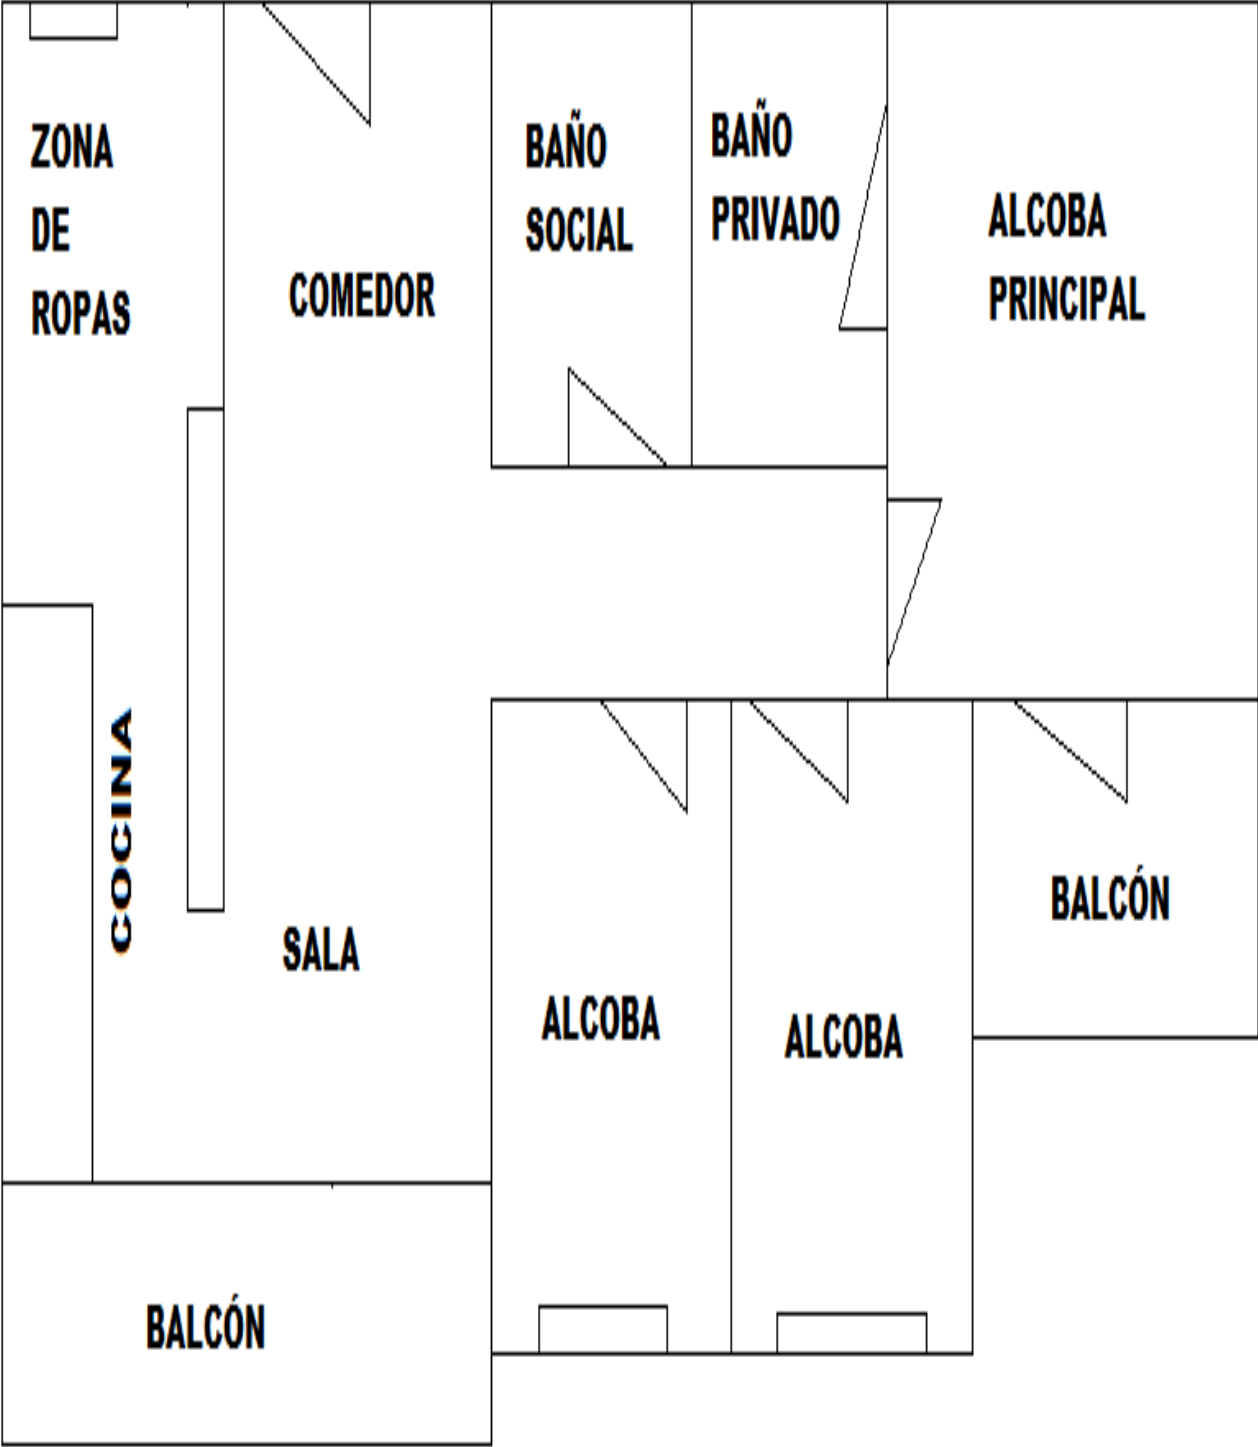 ZONA
DE
ROPAS
COMEDOR
BAÑO
SOCIAL
BAÑO
PRIVADO
ALCOBA
PRINCIPAL
COCINA
SALA
ALCOBA
ALCOBA
BALCÓN
BALCÓN